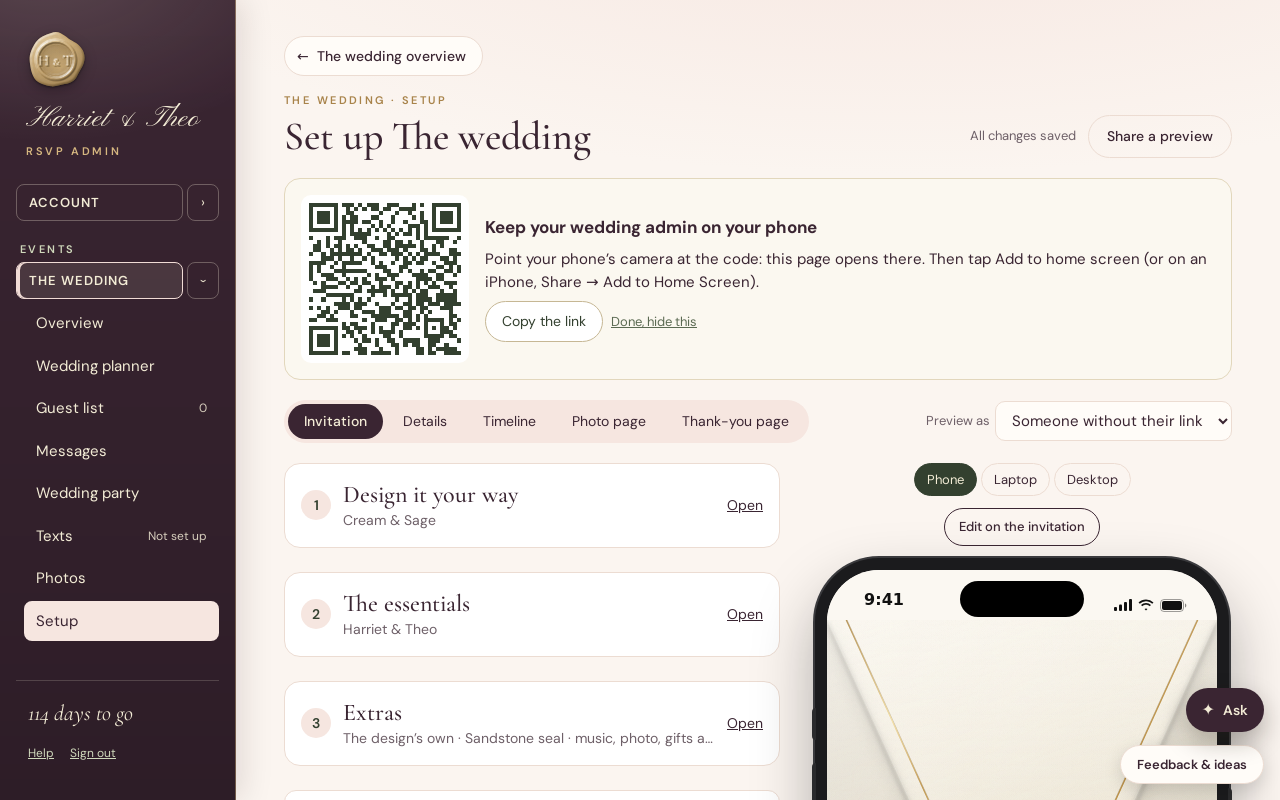 H & T
Harriet & Theo
RSVP ADMIN
ACCOUNT ›
EVENTS
THE WEDDING
Overview
Wedding planner
Guest list 0
Messages
Wedding party
Texts Not set up
Photos
Setup
114 days to go
Help Sign out
← The wedding overview
THE WEDDING · SETUP
Set up The wedding
All changes saved
Share a preview
Keep your wedding admin on your phone
Point your phone’s camera at the code: this page opens there. Then tap Add to home screen (or on an
iPhone, Share → Add to Home Screen).
Copy the link Done, hide this
Invitation Details Timeline Photo page Thank-you page
Preview as Someone without their link
1 Design it your way
Cream & Sage
Open
2 The essentials
Harriet & Theo
Open
3 Extras
The design’s own · Sandstone seal · music, photo, gifts a…
Open
Phone Laptop Desktop
Edit on the invitation
9:41
✦ Ask
Feedback & ideas